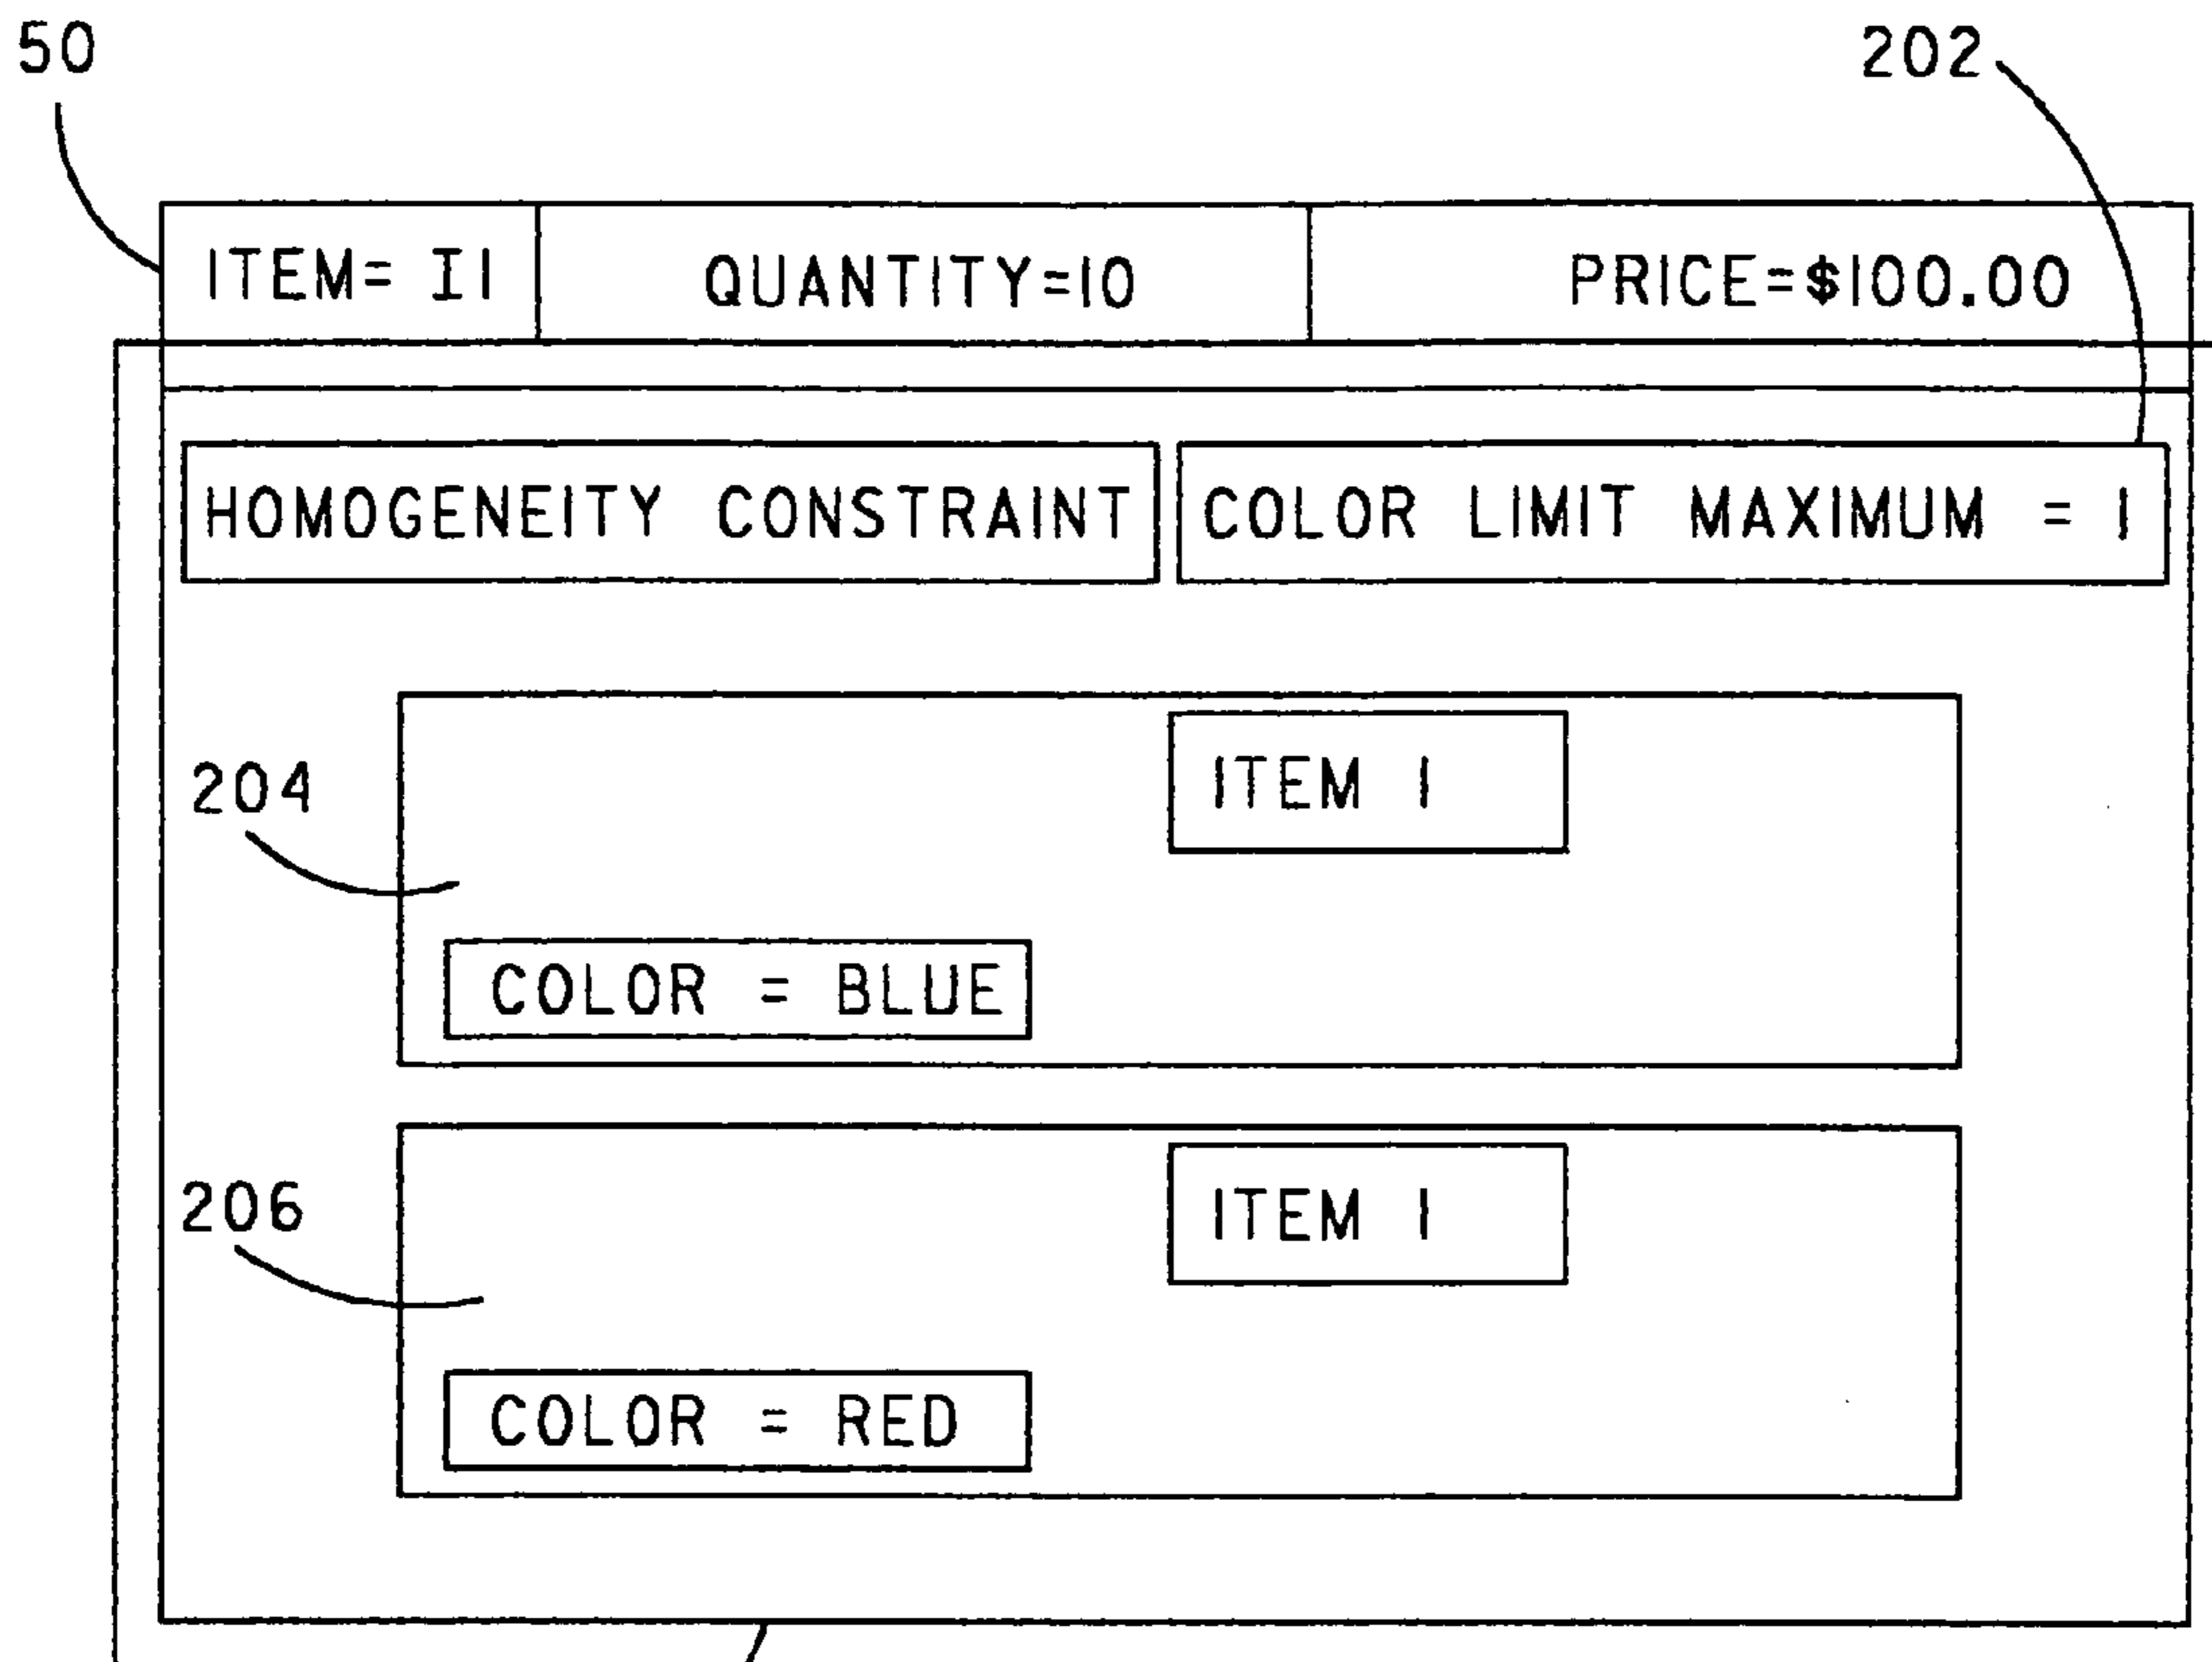 50
202
ITEM= I1
QUANTITY=10
PRICE=$100.00
HOMOGENEITY CONSTRAINT
COLOR LIMIT MAXIMUM = 1
204
ITEM 1
COLOR = BLUE
206
ITEM 1
COLOR = RED